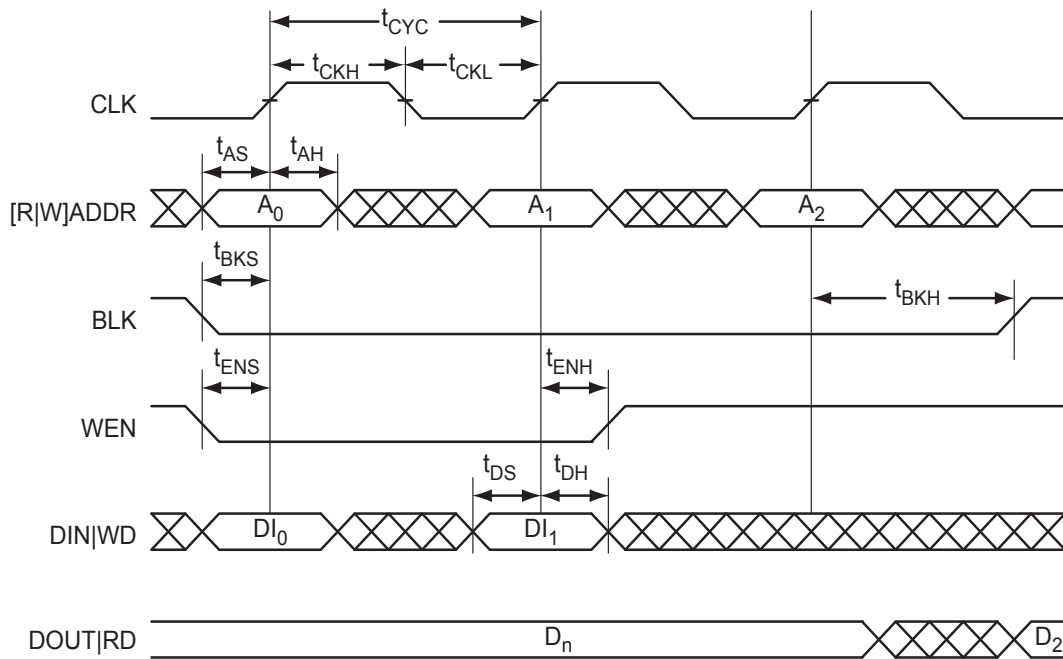 tCYC
tCKH tCKL
CLK
tAS tAH
[R|W]ADDR A0 A1 A2
tBKS tBKH
BLK
tENS tENH
WEN
tDS tDH
DIN|WD DI0 DI1
DOUT|RD Dn D2